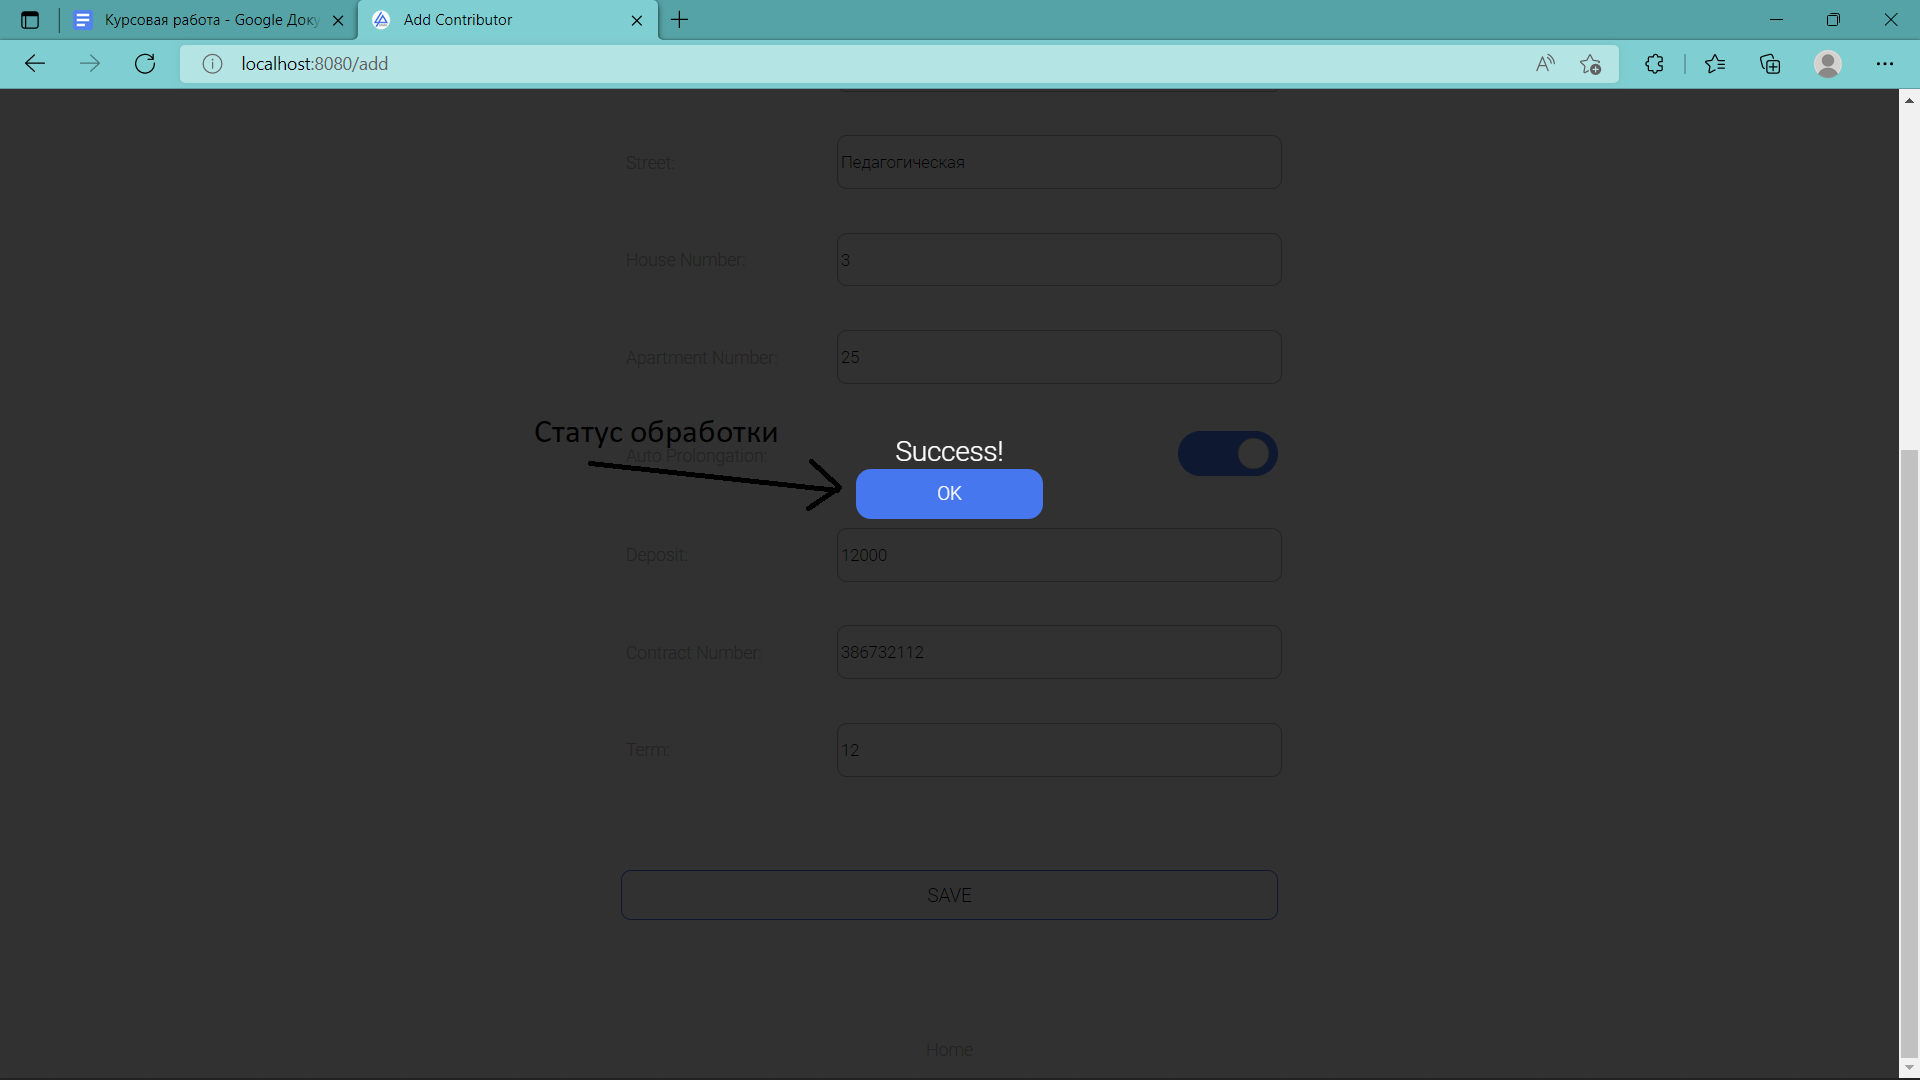 Курсовая работа - Google Доку
Add Contributor
localhost:8080/add
Street:
Педагогическая
House Number:
3
Apartment Number:
25
Статус обработки
Auto Prolongation:
Success!
OK
Deposit:
12000
Contract Number:
386732112
Term:
12
SAVE
Home